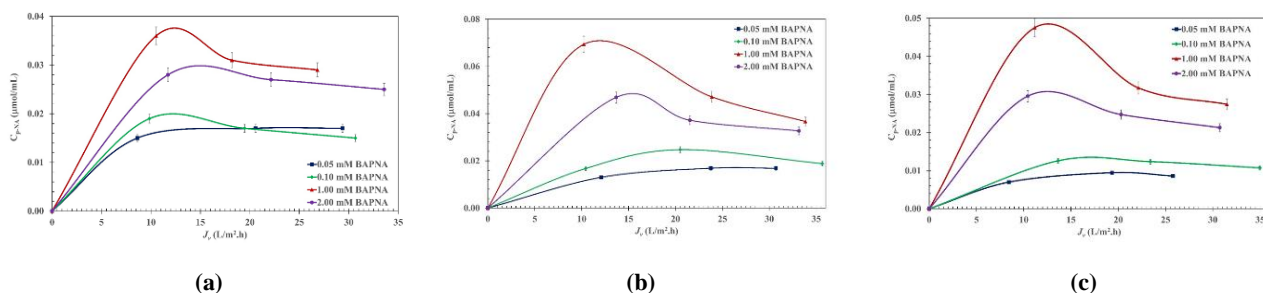 0.04
0.03
0.02
0.01
0.00
C_P-NA (μmol/mL)
0.05 mM BAPNA
0.10 mM BAPNA
1.00 mM BAPNA
2.00 mM BAPNA
0 5 10 15 20 25 30 35
J_v (L/m².h)
(a)
0.08
0.06
0.04
0.02
0.00
C_P-NA (μmol/mL)
0.05 mM BAPNA
0.10 mM BAPNA
1.00 mM BAPNA
2.00 mM BAPNA
0 5 10 15 20 25 30 35
J_v (L/m².h)
(b)
0.05
0.04
0.03
0.02
0.01
0.00
C_P-NA (μmol/mL)
0.05 mM BAPNA
0.10 mM BAPNA
1.00 mM BAPNA
2.00 mM BAPNA
0 5 10 15 20 25 30 35
J_v (L/m².h)
(c)